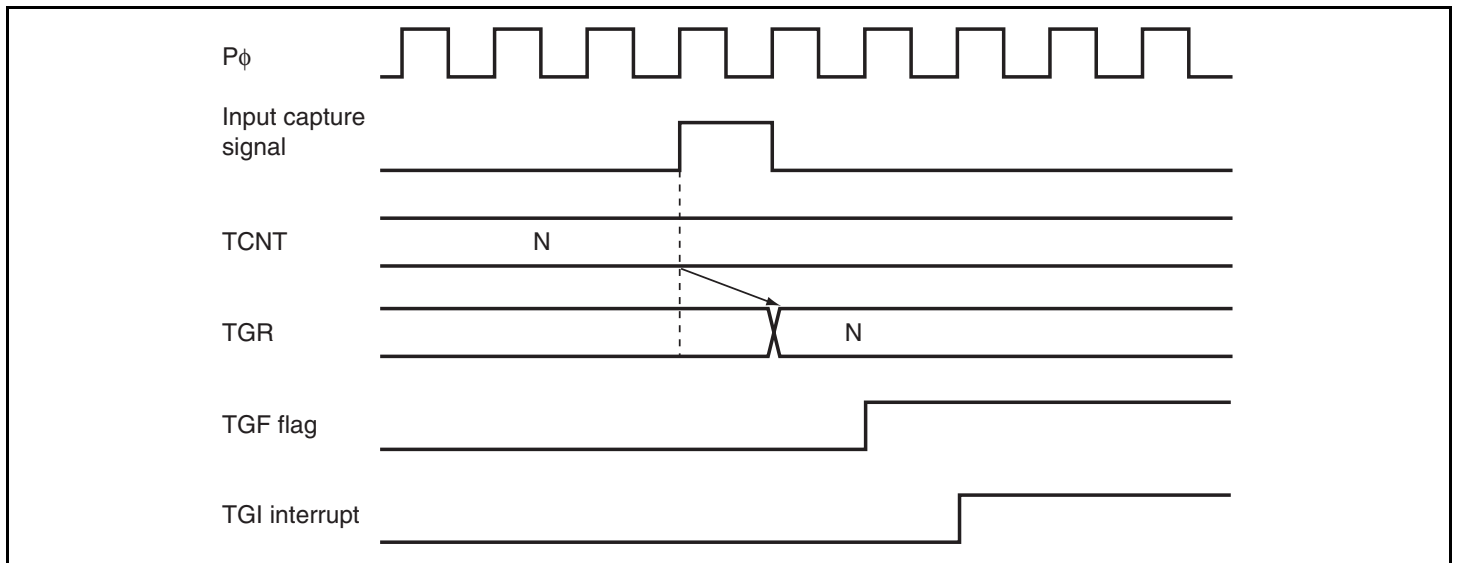 Pϕ
Input capture
signal
TCNT
N
TGR
N
TGF flag
TGI interrupt